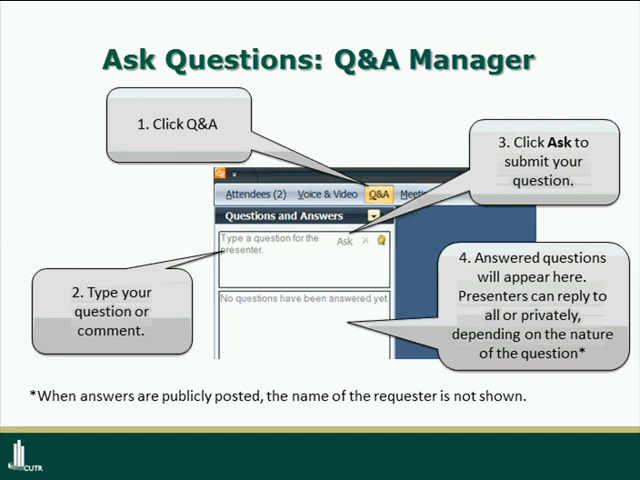 Ask Questions: Q&A Manager
1. Click Q&A
3. Click Ask to
submit your
question.
Attendees (2) Voice & Video Q&A
Questions and Answers
Type a question for the
presenter.
Ask
2. Type your
question or
comment.
No questions have been answered yet
4. Answered questions
will appear here.
Presenters can reply to
all or privately,
depending on the nature
of the question*
*When answers are publicly posted, the name of the requester is not shown.
CUTR